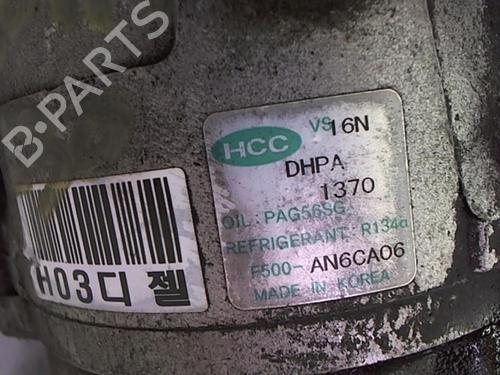 B-PARTS
HCC VS16N
DHPA
1370
OIL: PAG56SG
REFRIGERANT: R134a
F500-AN6CA06
MADE IN KOREA
H03디젤